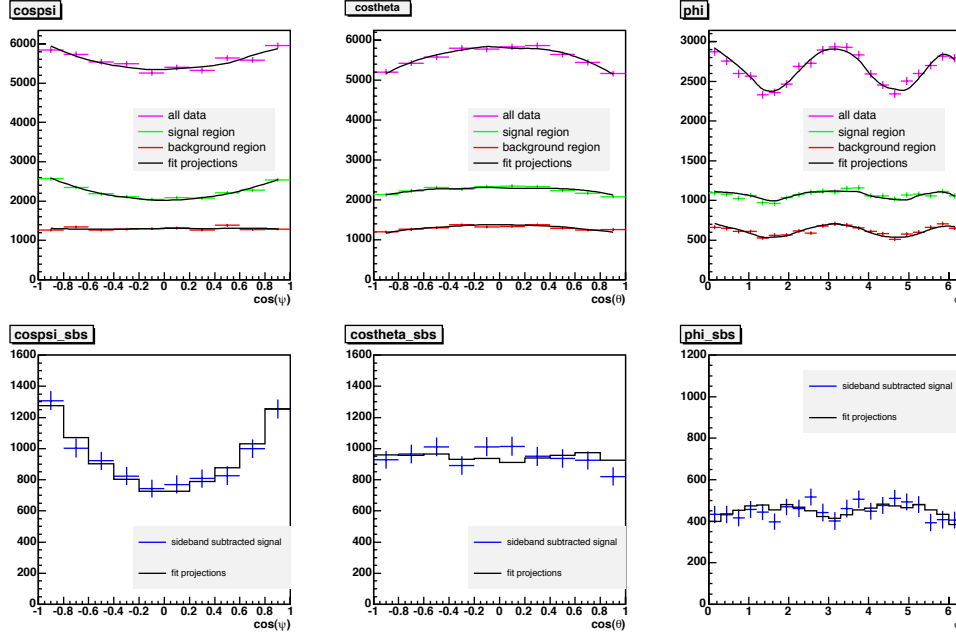 cospsi
6000
5000
4000
3000
2000
1000
0
all data
signal region
background region
fit projections
-1 -0.8 -0.6 -0.4 -0.2 0 0.2 0.4 0.6 0.8 1
cos(ψ)
costheta
6000
5000
4000
3000
2000
1000
0
all data
signal region
background region
fit projections
-1 -0.8 -0.6 -0.4 -0.2 0 0.2 0.4 0.6 0.8 1
cos(θ)
phi
3000
2500
2000
1500
1000
500
0
all data
signal region
background region
fit projections
0 1 2 3 4 5 6
cospsi_sbs
1600
1400
1200
1000
800
600
400
200
0
sideband subtracted signal
fit projections
-1 -0.8 -0.6 -0.4 -0.2 0 0.2 0.4 0.6 0.8 1
cos(ψ)
costheta_sbs
1600
1400
1200
1000
800
600
400
200
0
sideband subtracted signal
fit projections
-1 -0.8 -0.6 -0.4 -0.2 0 0.2 0.4 0.6 0.8 1
cos(θ)
phi_sbs
1200
1000
800
600
400
200
0
sideband subtracted signal
fit projections
0 1 2 3 4 5 6